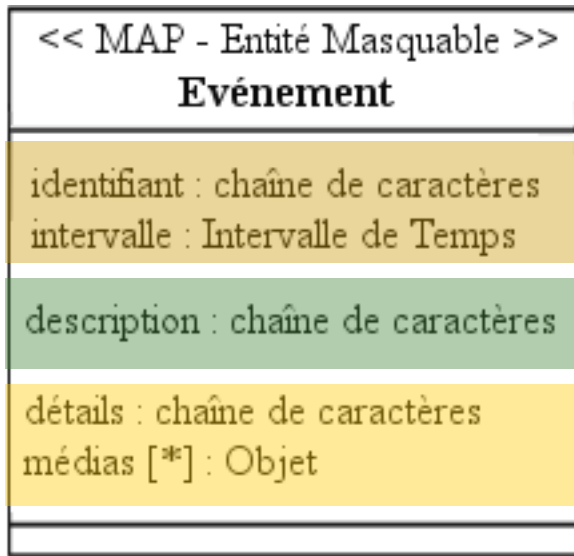 << MAP - Entité Masquable >>
Evénement
identifiant : chaîne de caractères
intervalle : Intervalle de Temps
description : chaîne de caractères
détails : chaîne de caractères
médias [*] : Objet